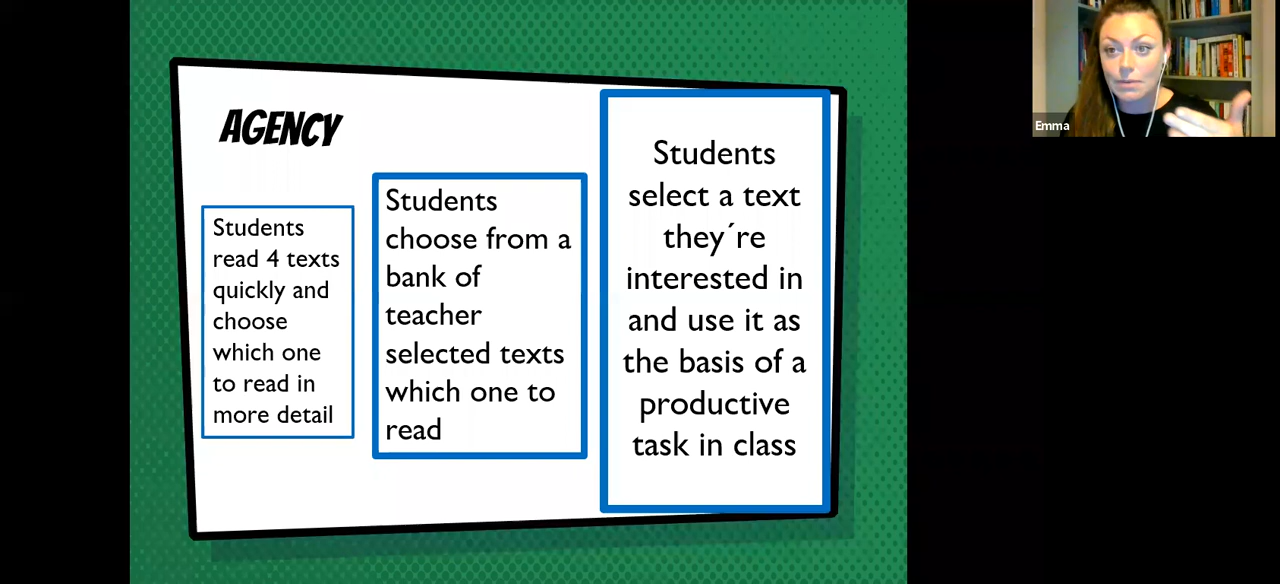 AGENCY
Students
read 4 texts
quickly and
choose
which one
to read in
more detail
Students
choose from a
bank of
teacher
selected texts
which one to
read
Students
select a text
they´re
interested in
and use it as
the basis of a
productive
task in class
Emma